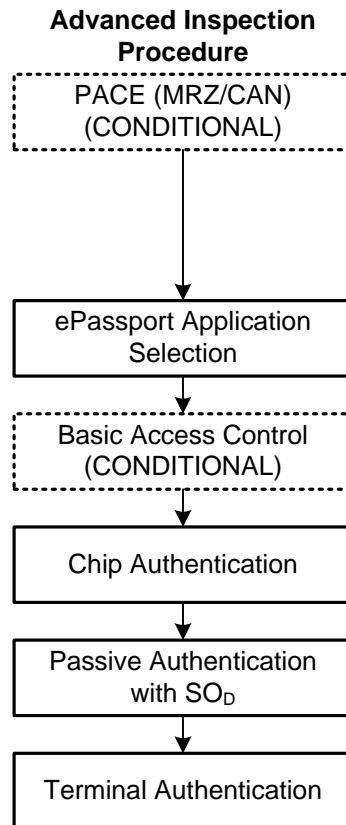 Advanced Inspection
Procedure
PACE (MRZ/CAN)
(CONDITIONAL)
ePassport Application
Selection
Basic Access Control
(CONDITIONAL)
Chip Authentication
Passive Authentication
with SOD
Terminal Authentication